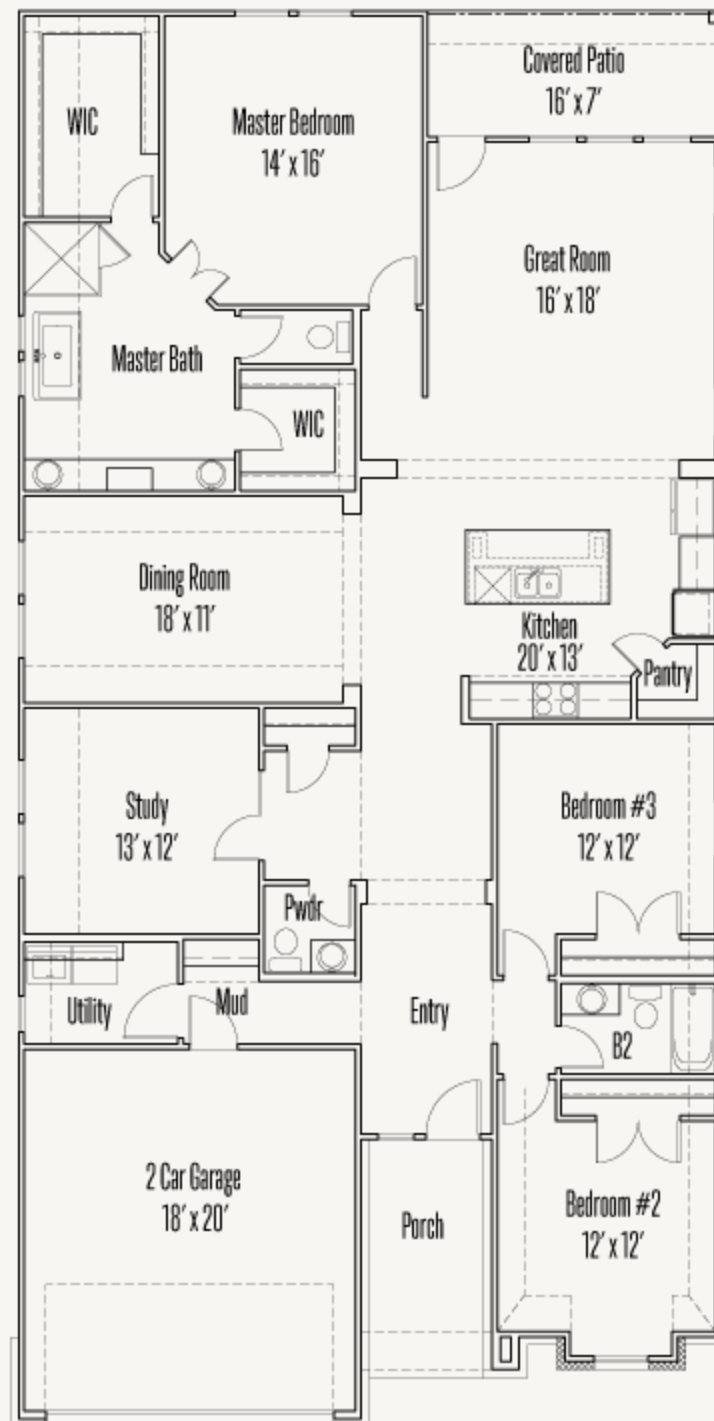 WIC
Master Bedroom
14' x 16'
Covered Patio
16' x 7'
Great Room
16' x 18'
Master Bath
WIC
Dining Room
18' x 11'
Kitchen
20' x 13'
Pantry
Study
13' x 12'
Bedroom #3
12' x 12'
Pwdr
Utility
Mud
Entry
B2
2 Car Garage
18' x 20'
Porch
Bedroom #2
12' x 12'